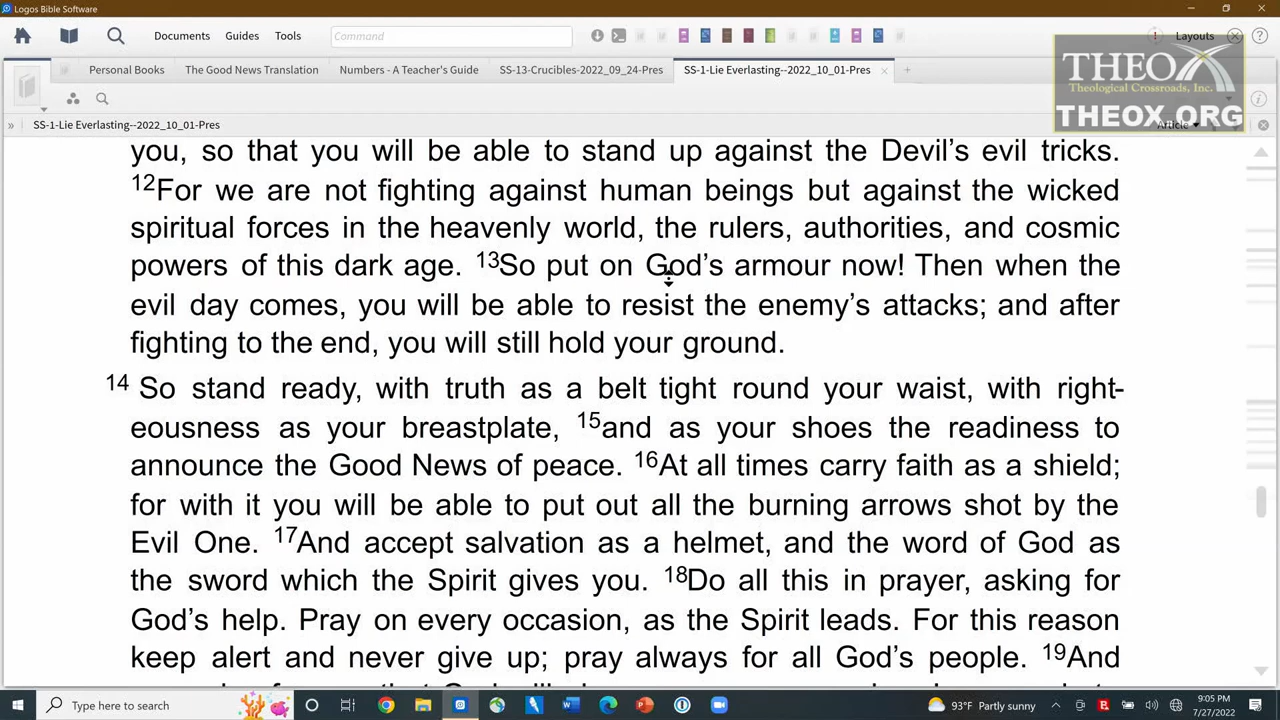 Logos Bible Software
Documents Guides Tools Command Layouts
THEOX
Theological Crossroads, Inc.
THEOX.ORG
Personal Books The Good News Translation Numbers - A Teacher's Guide SS-13-Crucibles-2022_09_24-Pres SS-1-Lie Everlasting--2022_10_01-Pres
SS-1-Lie Everlasting--2022_10_01-Pres Article
you, so that you will be able to stand up against the Devil's evil tricks.
12For we are not fighting against human beings but against the wicked
spiritual forces in the heavenly world, the rulers, authorities, and cosmic
powers of this dark age. 13So put on God's armour now! Then when the
evil day comes, you will be able to resist the enemy's attacks; and after
fighting to the end, you will still hold your ground.
14 So stand ready, with truth as a belt tight round your waist, with right-
eousness as your breastplate, 15and as your shoes the readiness to
announce the Good News of peace. 16At all times carry faith as a shield;
for with it you will be able to put out all the burning arrows shot by the
Evil One. 17And accept salvation as a helmet, and the word of God as
the sword which the Spirit gives you. 18Do all this in prayer, asking for
God's help. Pray on every occasion, as the Spirit leads. For this reason
keep alert and never give up; pray always for all God's people. 19And
Type here to search 93°F Partly sunny 9:05 PM
7/27/2022